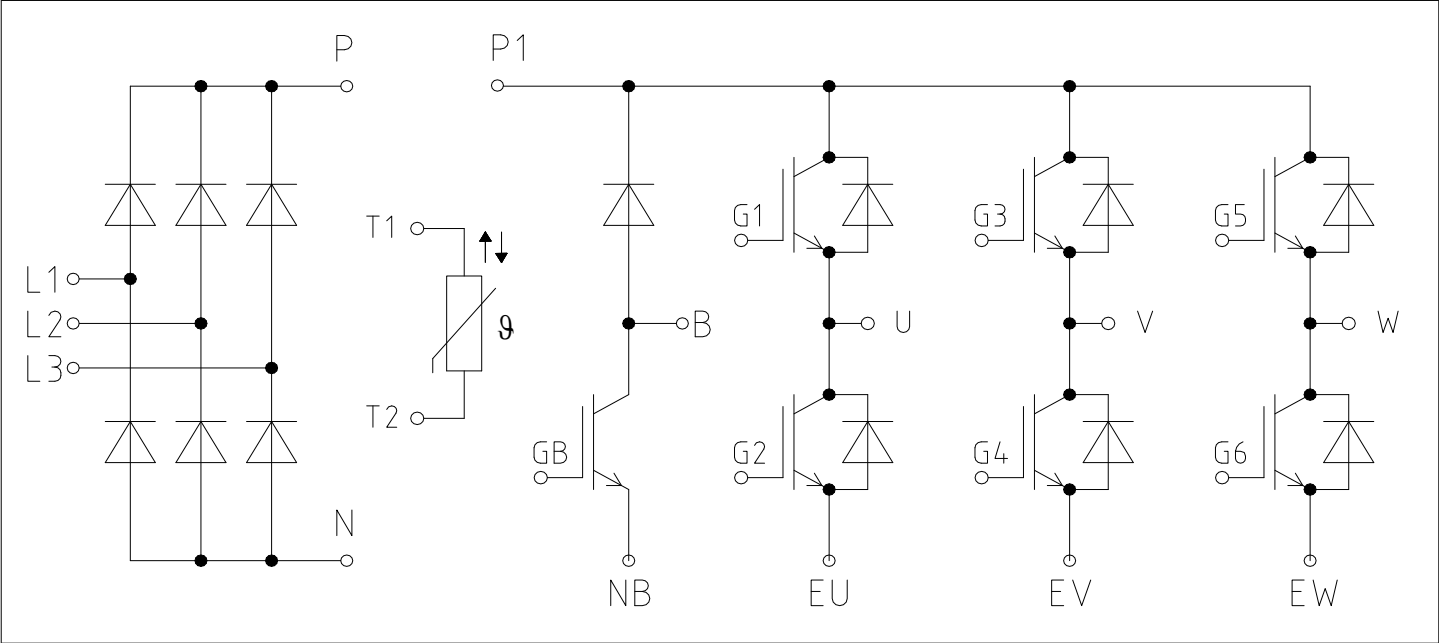 P P1
T1 G1 G3 G5
L1
L2 ϑ B U V W
L3
T2
GB G2 G4 G6
N
NB EU EV EW